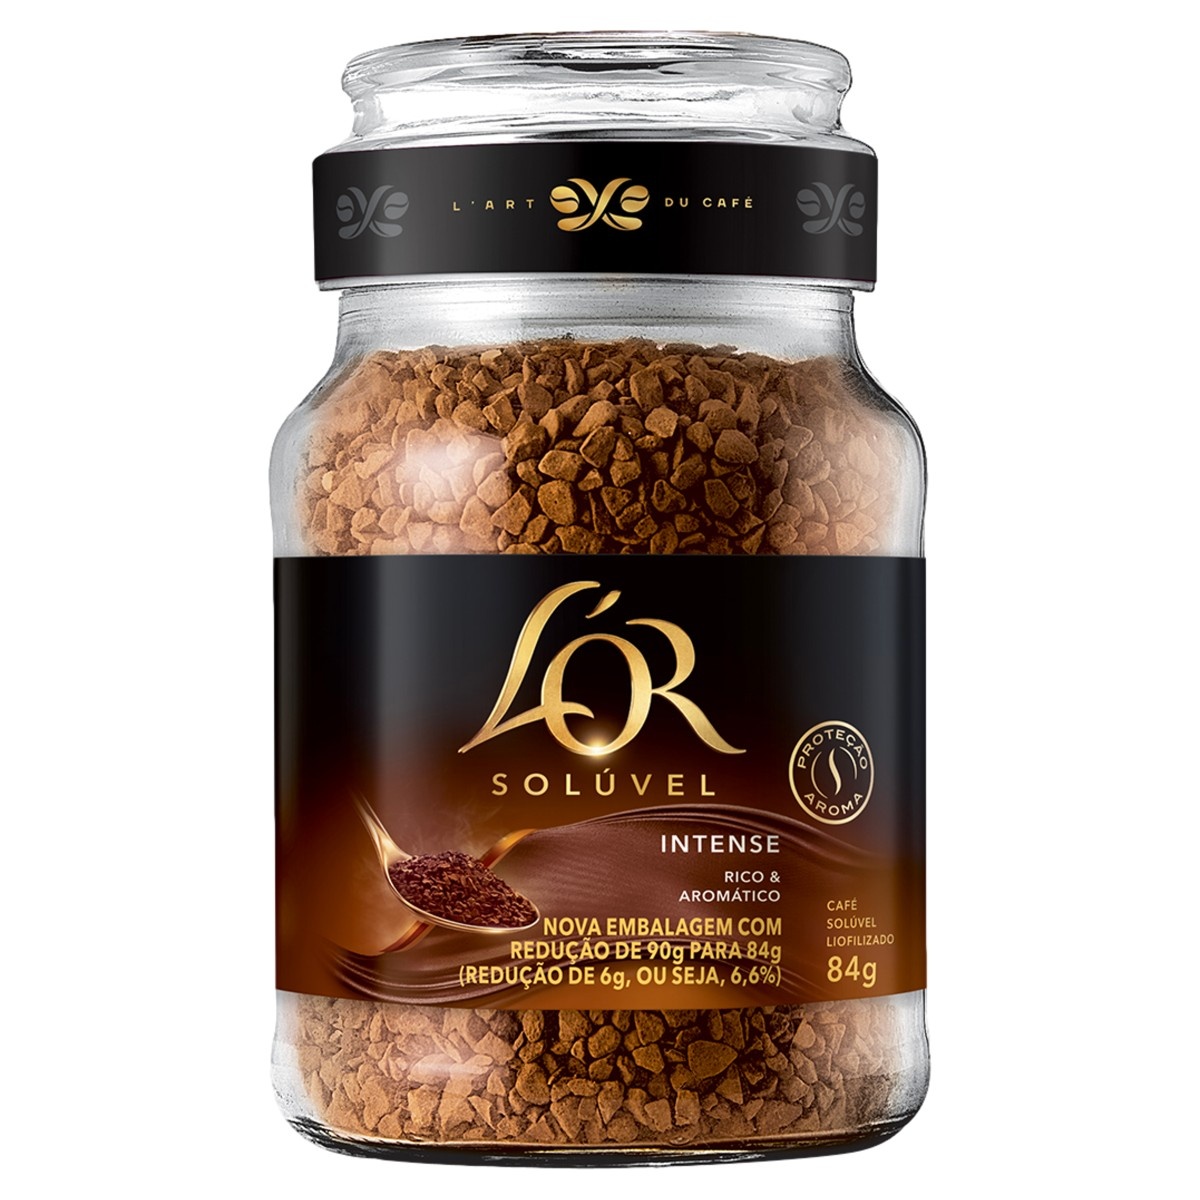 L'ART DU CAFÉ
L'OR
SOLÚVEL
PROTEÇÃO
AROMA
INTENSE
RICO &
AROMÁTICO
NOVA EMBALAGEM COM
REDUÇÃO DE 90g PARA 84g
(REDUÇÃO DE 6g, OU SEJA, 6,6%)
CAFÉ
SOLÚVEL
LIOFILIZADO
84g